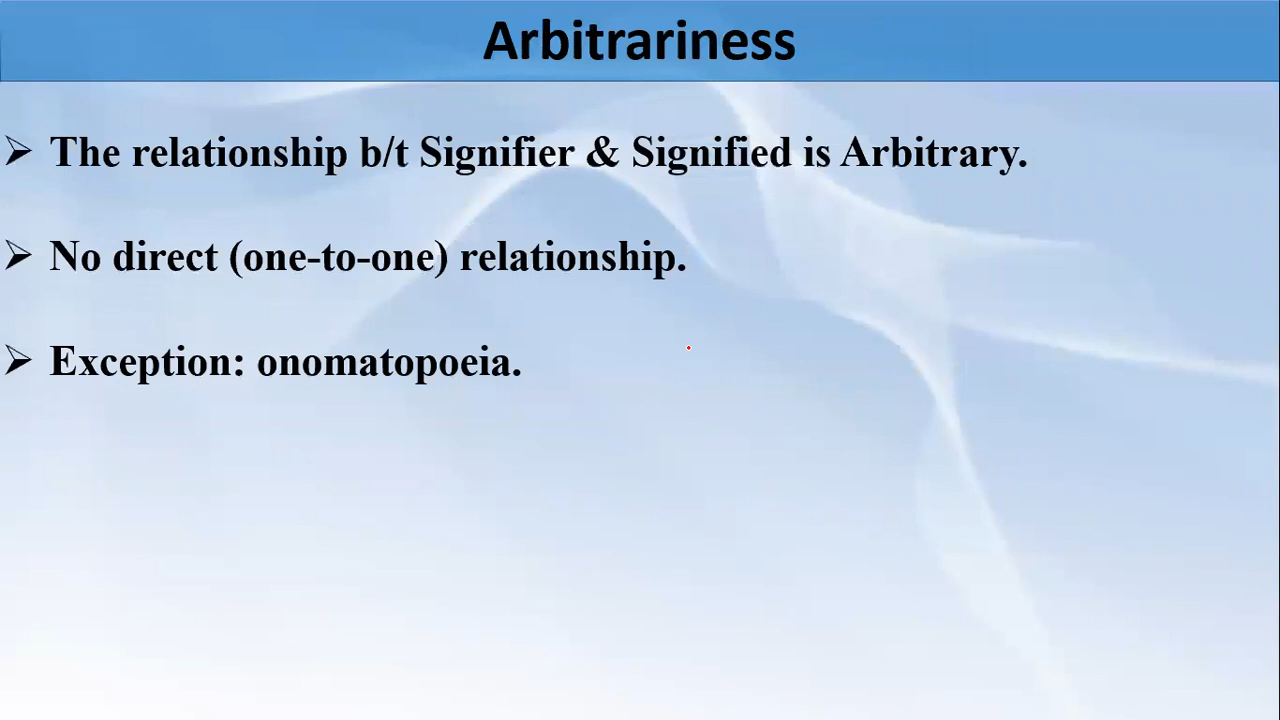 Arbitrariness
➢ The relationship b/t Signifier & Signified is Arbitrary.
➢ No direct (one-to-one) relationship.
➢ Exception: onomatopoeia.